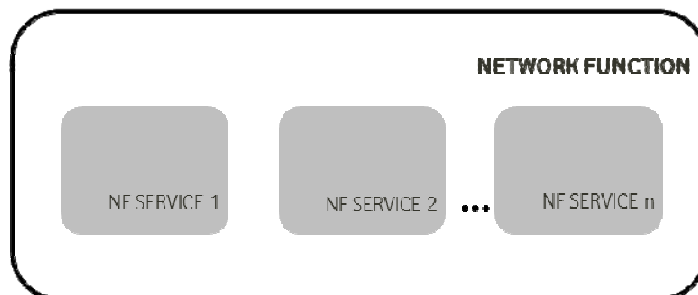 NETWORK FUNCTION
NF SERVICE 1
NF SERVICE 2
...
NF SERVICE n